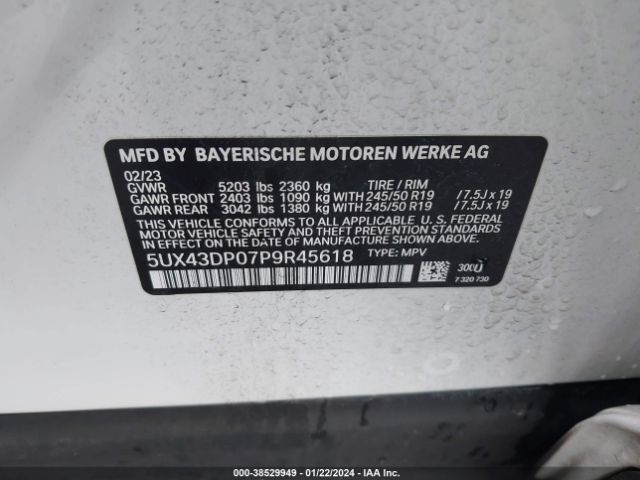 MFD BY BAYERISCHE MOTOREN WERKE AG
02/23
GVWR 5203 lbs 2360 kg TIRE / RIM
GAWR FRONT 2403 lbs 1090 kg WITH 245/50 R19 / 7.5J x 19
GAWR REAR 3042 lbs 1380 kg WITH 245/50 R19 / 7.5J x 19
THIS VEHICLE CONFORMS TO ALL APPLICABLE U.S. FEDERAL
MOTOR VEHICLE SAFETY, BUMPER, AND THEFT PREVENTION
STANDARDS IN EFFECT ON THE DATE OF MANUFACTURE SHOWN ABOVE.
5UX43DP07P9R45618 TYPE: MPV
300U
7 320 730
000-38529949 - 01/22/2024 - IAA Inc.